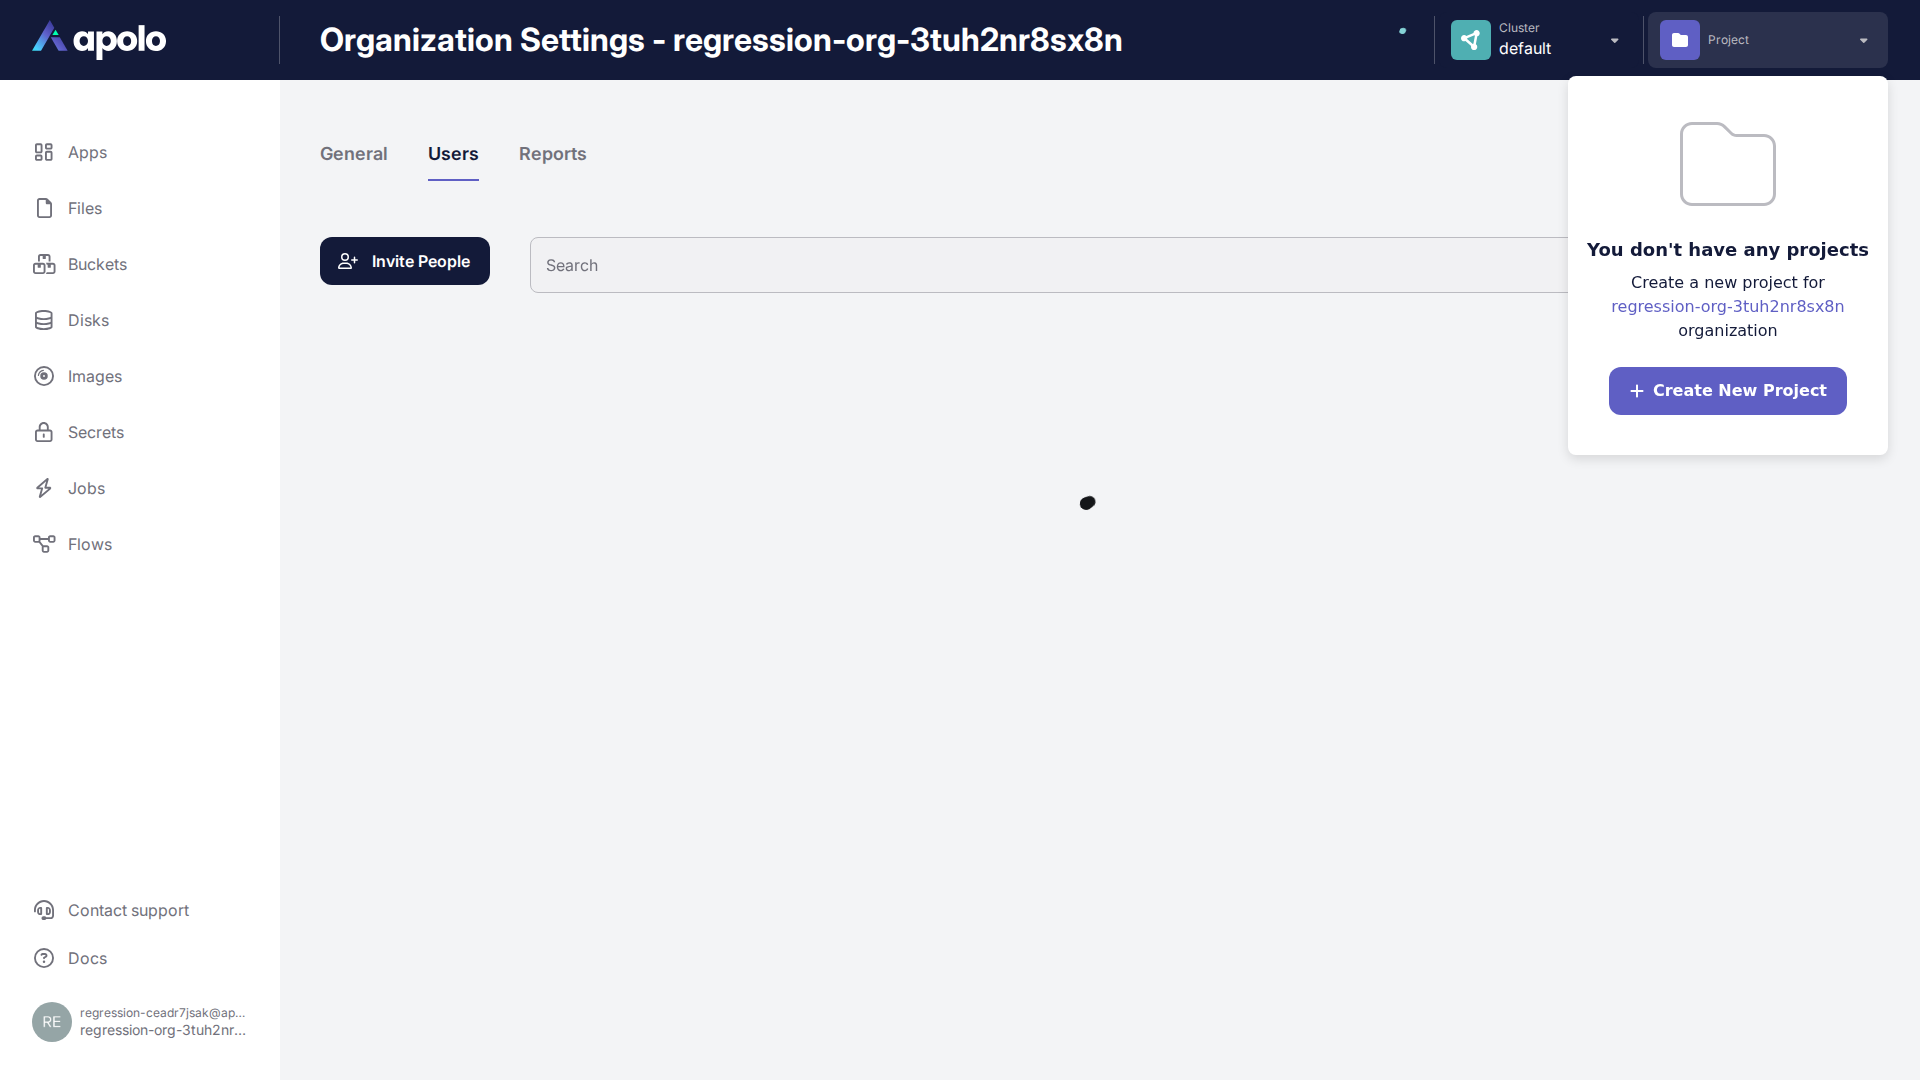 apolo
Organization Settings - regression-org-3tuh2nr8sx8n
Cluster
default
Project
Apps
Files
Buckets
Disks
Images
Secrets
Jobs
Flows
General
Users
Reports
Invite People
Search
You don't have any projects
Create a new project for
regression-org-3tuh2nr8sx8n
organization
Create New Project
Contact support
Docs
RE
regression-ceadr7jsak@ap...
regression-org-3tuh2nr...